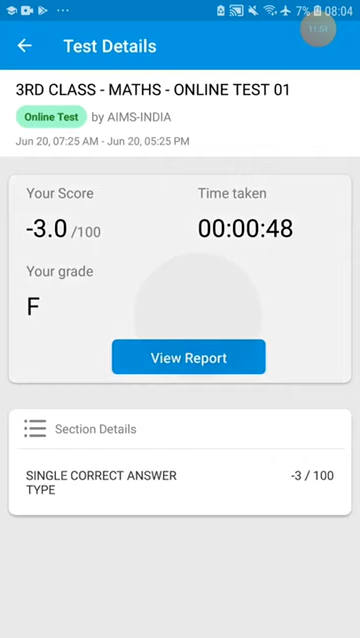 7% 08:04
11:51
Test Details
3RD CLASS - MATHS - ONLINE TEST 01
Online Test by AIMS-INDIA
Jun 20, 07:25 AM - Jun 20, 05:25 PM
Your Score Time taken
-3.0 /100 00:00:48
Your grade
F
View Report
Section Details
SINGLE CORRECT ANSWER -3 / 100
TYPE